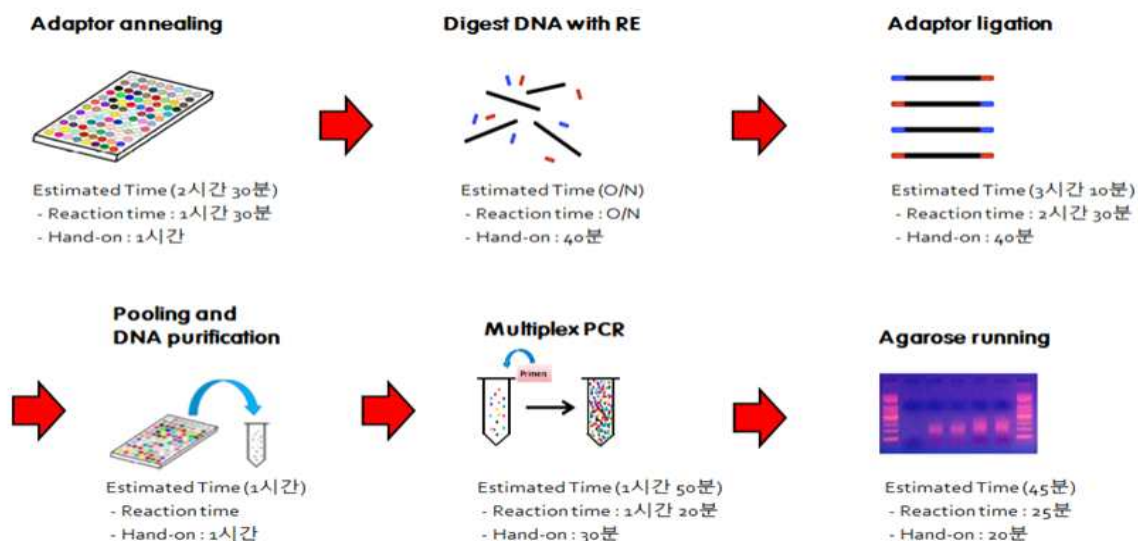 Adaptor annealing
Estimated Time (2시간 30분)
- Reaction time : 1시간 30분
- Hand-on : 1시간
Digest DNA with RE
Estimated Time (O/N)
- Reaction time : O/N
- Hand-on : 40분
Adaptor ligation
Estimated Time (3시간 10분)
- Reaction time : 2시간 30분
- Hand-on : 40분
Pooling and
DNA purification
Estimated Time (1시간)
- Reaction time
- Hand-on : 1시간
Multiplex PCR
Primen
Estimated Time (1시간 50분)
- Reaction time : 1시간 20분
- Hand-on : 30분
Agarose running
Estimated Time (45분)
- Reaction time : 25분
- Hand-on : 20분